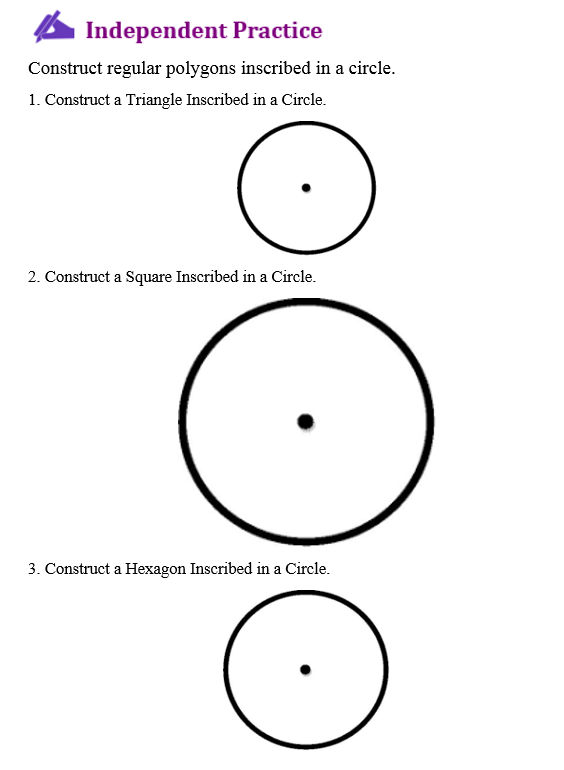 Independent Practice
Construct regular polygons inscribed in a circle.
1. Construct a Triangle Inscribed in a Circle.
2. Construct a Square Inscribed in a Circle.
3. Construct a Hexagon Inscribed in a Circle.